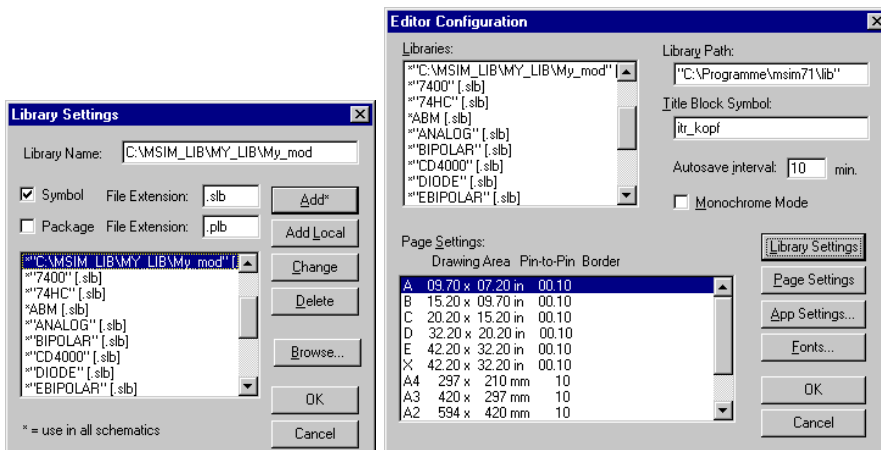 Library Settings
Library Name: C:\MSIM_LIB\MY_LIB\My_mod
Symbol File Extension: .slb
Package File Extension: .plb
Add*
Add Local
Change
Delete
Browse...
OK
Cancel
*"C:\MSIM_LIB\MY_LIB\My_mod" [.
*"7400" [.slb]
*"74HC" [.slb]
*ABM [.slb]
*"ANALOG" [.slb]
*"BIPOLAR" [.slb]
*"CD4000" [.slb]
*"DIODE" [.slb]
*"EBIPOLAR" [.slb]
* = use in all schematics
Editor Configuration
Libraries:
*"C:\MSIM_LIB\MY_LIB\My_mod" [
*"7400" [.slb]
*"74HC" [.slb]
*ABM [.slb]
*"ANALOG" [.slb]
*"BIPOLAR" [.slb]
*"CD4000" [.slb]
*"DIODE" [.slb]
*"EBIPOLAR" [.slb]
Library Path:
"C:\Programme\msim71\lib"
Title Block Symbol:
itr_kopf
Autosave interval: 10 min.
Monochrome Mode
Page Settings:
Drawing Area Pin-to-Pin Border
A 09.70 x 07.20 in 00.10
B 15.20 x 09.70 in 00.10
C 20.20 x 15.20 in 00.10
D 32.20 x 20.20 in 00.10
E 42.20 x 32.20 in 00.10
X 42.20 x 32.20 in 00.10
A4 297 x 210 mm 10
A3 420 x 297 mm 10
A2 594 x 420 mm 10
Library Settings
Page Settings
App Settings...
Fonts...
OK
Cancel